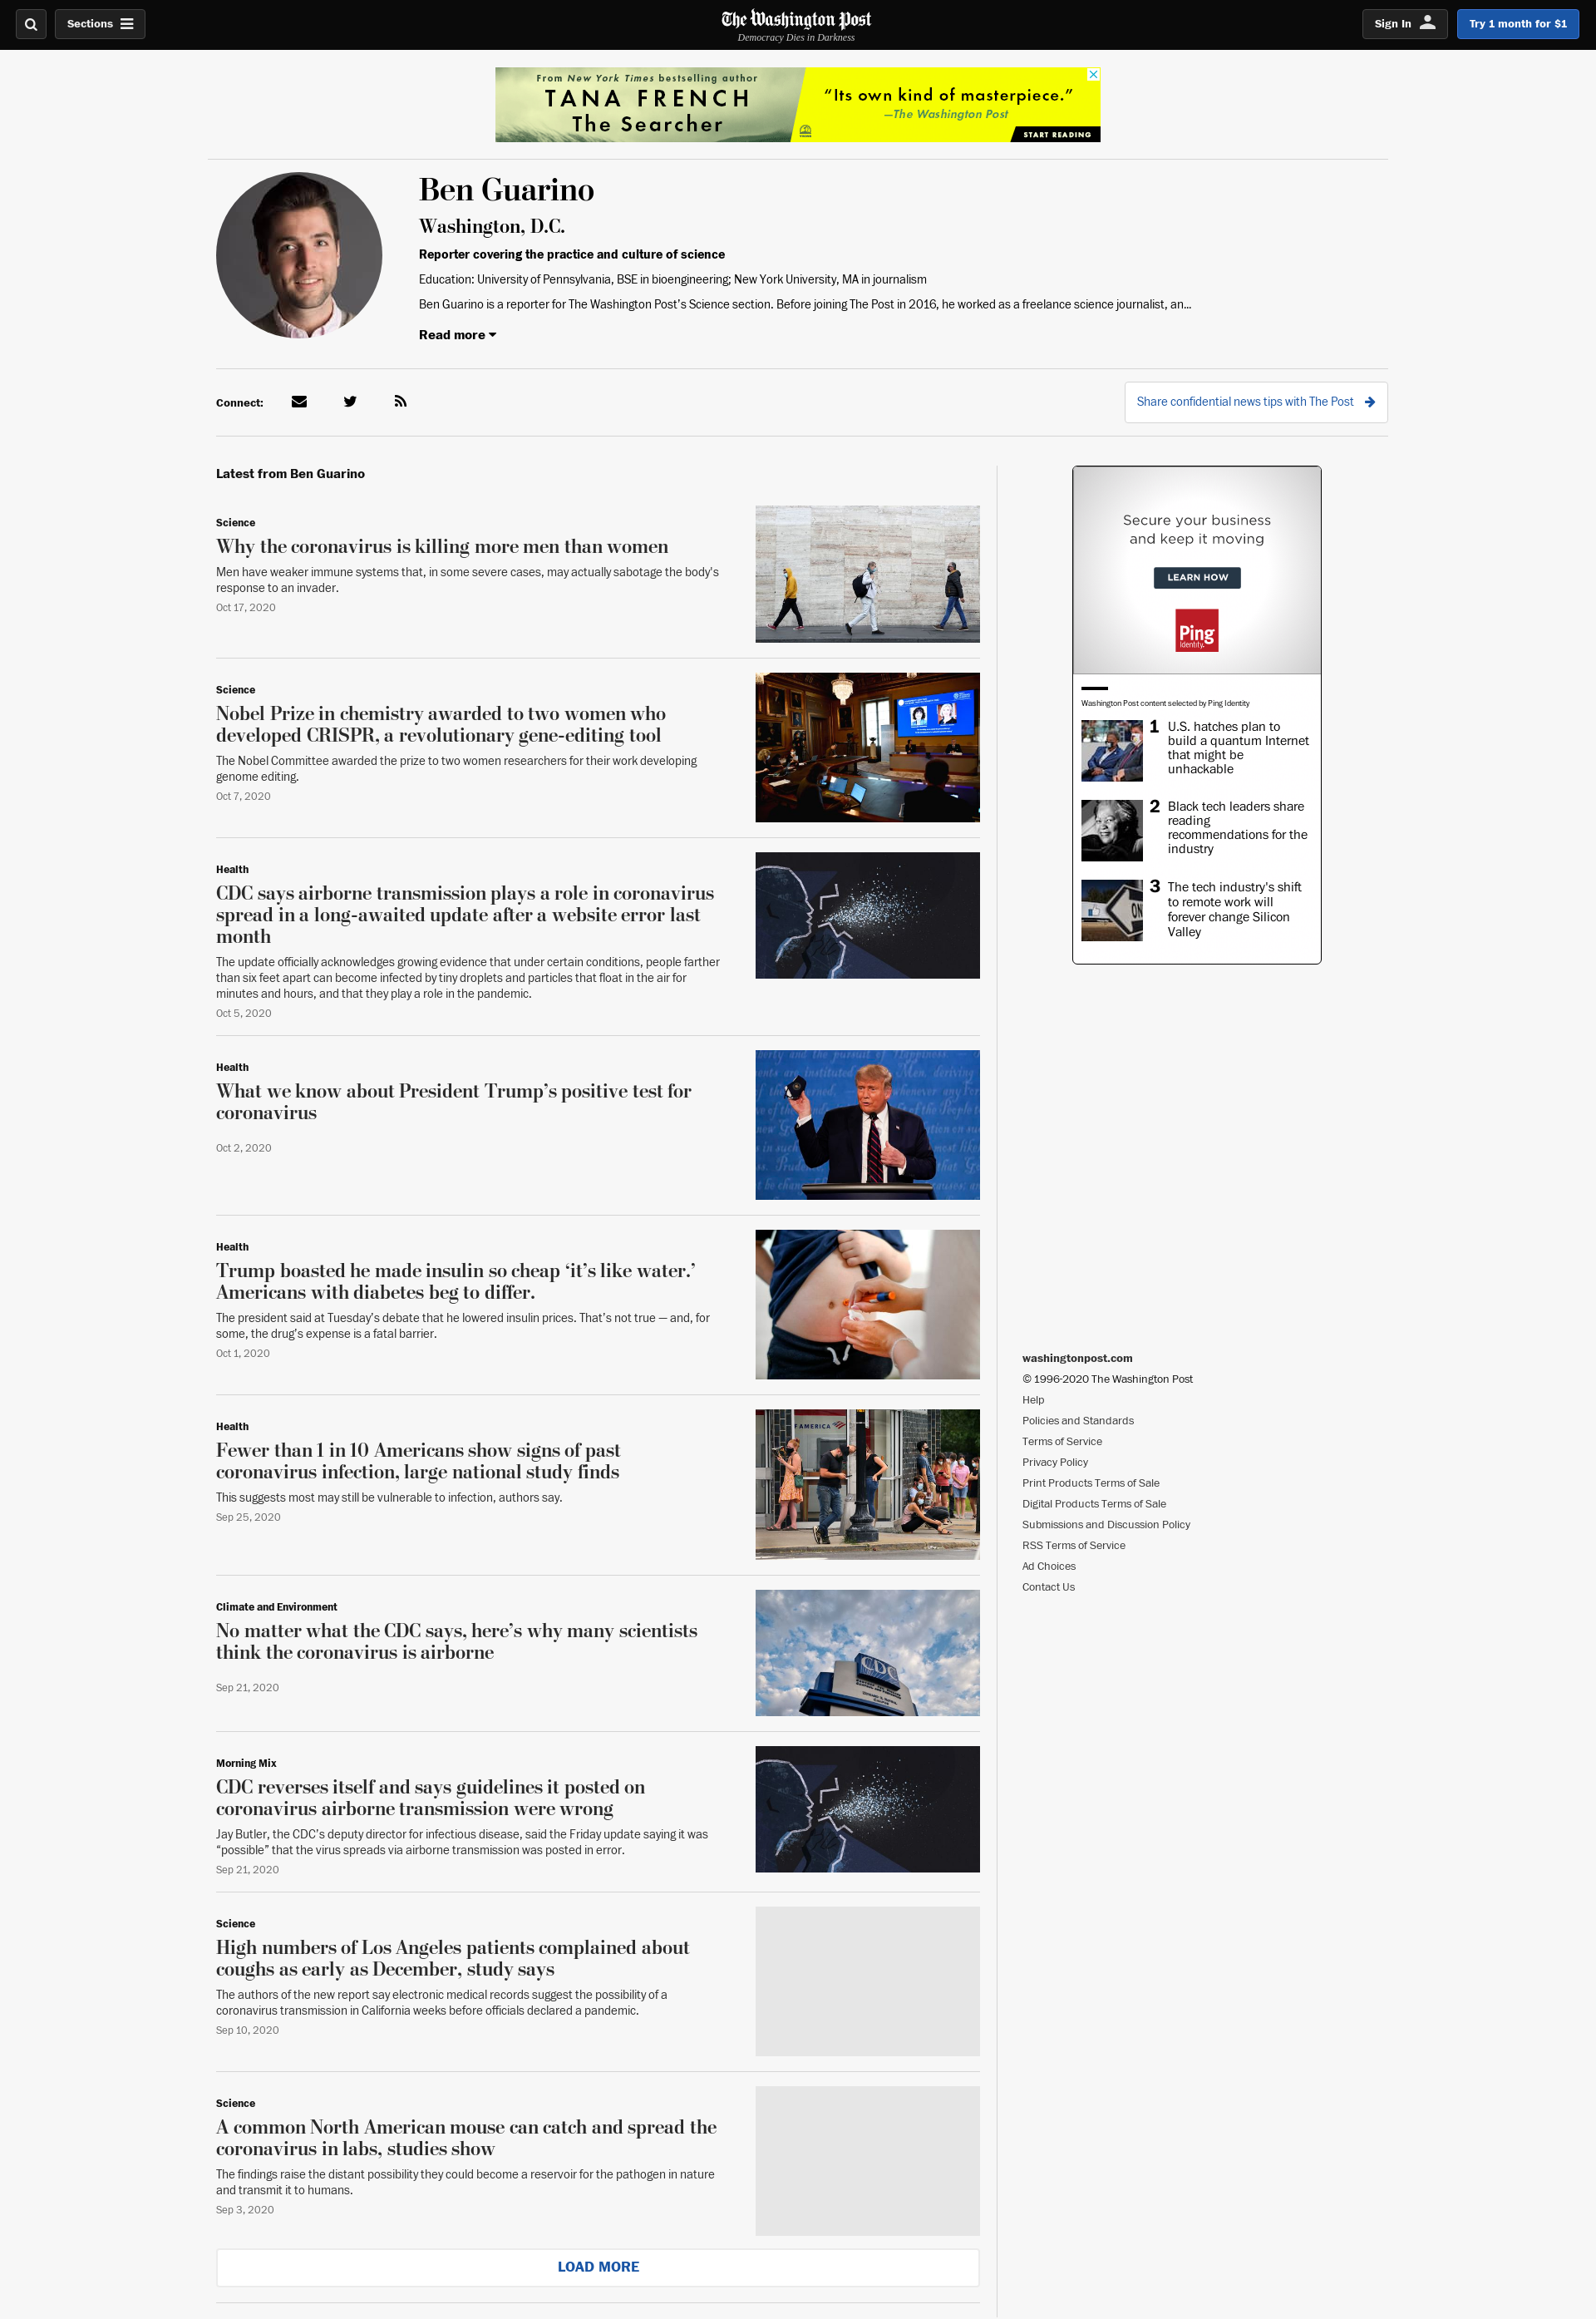 Sections
The Washington Post
Democracy Dies in Darkness
Sign In
Try 1 month for $1
From New York Times bestselling author
TANA FRENCH
The Searcher
“Its own kind of masterpiece.”
—The Washington Post
START READING
Ben Guarino
Washington, D.C.
Reporter covering the practice and culture of science
Education: University of Pennsylvania, BSE in bioengineering; New York University, MA in journalism
Ben Guarino is a reporter for The Washington Post’s Science section. Before joining The Post in 2016, he worked as a freelance science journalist, an...
Read more
Connect:
Share confidential news tips with The Post
Latest from Ben Guarino
Science
Why the coronavirus is killing more men than women
Men have weaker immune systems that, in some severe cases, may actually sabotage the body's
response to an invader.
Oct 17, 2020
Science
Nobel Prize in chemistry awarded to two women who
developed CRISPR, a revolutionary gene-editing tool
The Nobel Committee awarded the prize to two women researchers for their work developing
genome editing.
Oct 7, 2020
Health
CDC says airborne transmission plays a role in coronavirus
spread in a long-awaited update after a website error last
month
The update officially acknowledges growing evidence that under certain conditions, people farther
than six feet apart can become infected by tiny droplets and particles that float in the air for
minutes and hours, and that they play a role in the pandemic.
Oct 5, 2020
Health
What we know about President Trump’s positive test for
coronavirus
Oct 2, 2020
Health
Trump boasted he made insulin so cheap ‘it’s like water.’
Americans with diabetes beg to differ.
The president said at Tuesday’s debate that he lowered insulin prices. That’s not true — and, for
some, the drug’s expense is a fatal barrier.
Oct 1, 2020
Health
Fewer than 1 in 10 Americans show signs of past
coronavirus infection, large national study finds
This suggests most may still be vulnerable to infection, authors say.
Sep 25, 2020
AMERICA
Climate and Environment
No matter what the CDC says, here’s why many scientists
think the coronavirus is airborne
Sep 21, 2020
CDC
Morning Mix
CDC reverses itself and says guidelines it posted on
coronavirus airborne transmission were wrong
Jay Butler, the CDC’s deputy director for infectious disease, said the Friday update saying it was
“possible” that the virus spreads via airborne transmission was posted in error.
Sep 21, 2020
Science
High numbers of Los Angeles patients complained about
coughs as early as December, study says
The authors of the new report say electronic medical records suggest the possibility of a
coronavirus transmission in California weeks before officials declared a pandemic.
Sep 10, 2020
Science
A common North American mouse can catch and spread the
coronavirus in labs, studies show
The findings raise the distant possibility they could become a reservoir for the pathogen in nature
and transmit it to humans.
Sep 3, 2020
LOAD MORE
Secure your business
and keep it moving
LEARN HOW
Ping
Identity.
Washington Post content selected by Ping Identity
1
U.S. hatches plan to
build a quantum Internet
that might be
unhackable
2
Black tech leaders share
reading
recommendations for the
industry
3
The tech industry's shift
to remote work will
forever change Silicon
Valley
washingtonpost.com
© 1996-2020 The Washington Post
Help
Policies and Standards
Terms of Service
Privacy Policy
Print Products Terms of Sale
Digital Products Terms of Sale
Submissions and Discussion Policy
RSS Terms of Service
Ad Choices
Contact Us